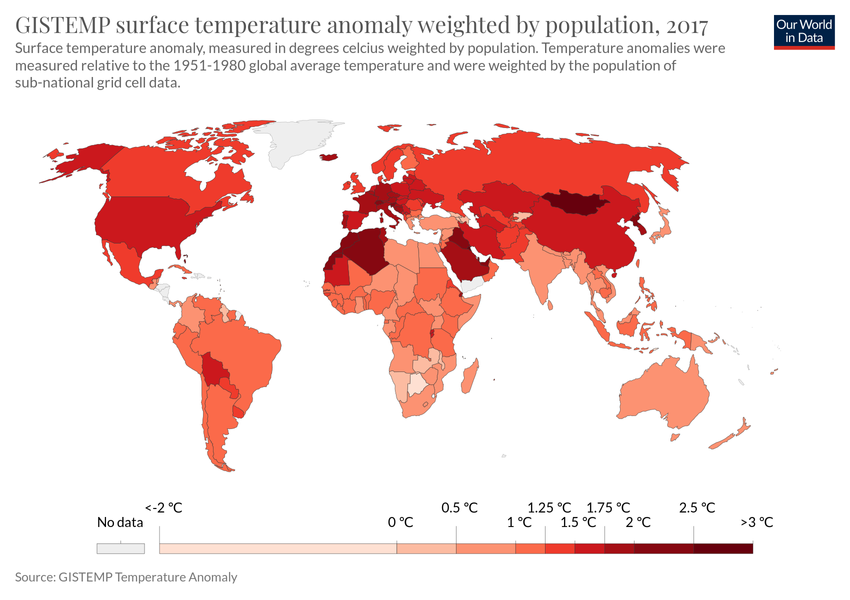 GISTEMP surface temperature anomaly weighted by population, 2017
Our World
in Data
Surface temperature anomaly, measured in degrees celcius weighted by population. Temperature anomalies were
measured relative to the 1951-1980 global average temperature and were weighted by the population of
sub-national grid cell data.
<-2 °C 0.5 °C 1.25 °C 1.75 °C 2.5 °C
No data 0 °C 1 °C 1.5 °C 2 °C >3 °C
Source: GISTEMP Temperature Anomaly